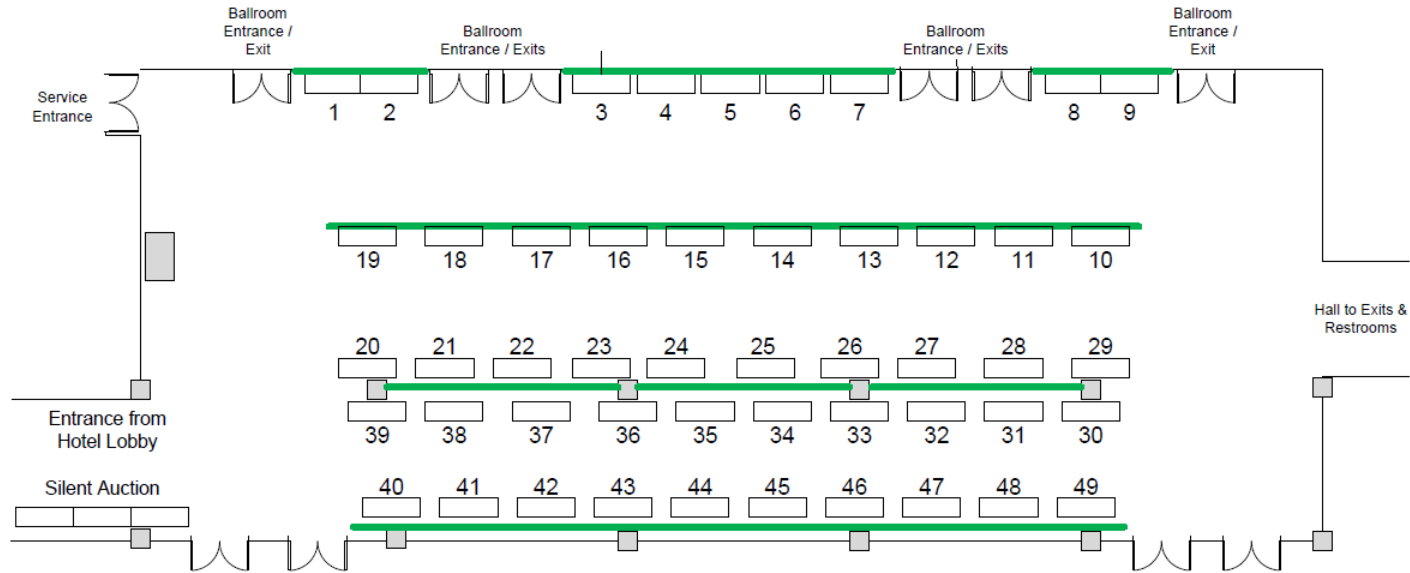 Ballroom
Entrance /
Exit
Ballroom
Entrance / Exits
Ballroom
Entrance / Exits
Ballroom
Entrance /
Exit
Service
Entrance
1 2 3 4 5 6 7 8 9
19 18 17 16 15 14 13 12 11 10
Hall to Exits &
Restrooms
20 21 22 23 24 25 26 27 28 29
Entrance from
Hotel Lobby
39 38 37 36 35 34 33 32 31 30
Silent Auction
40 41 42 43 44 45 46 47 48 49